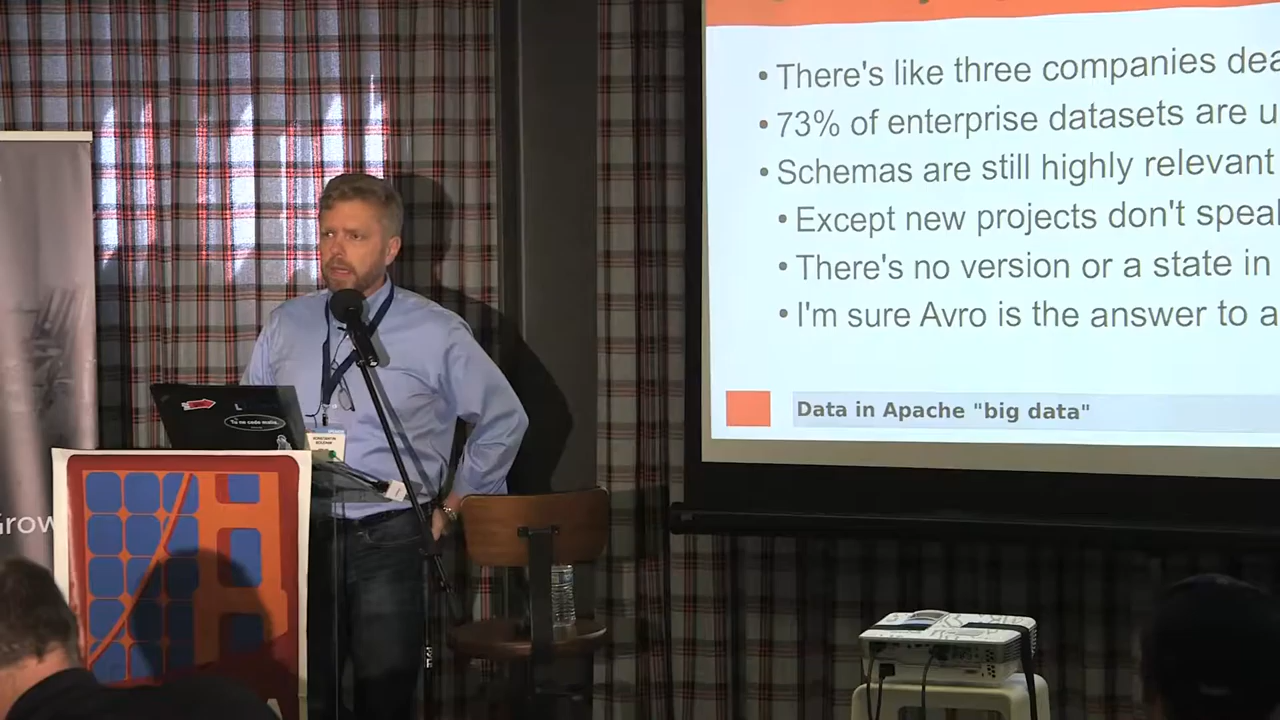 There's like three companies dea
73% of enterprise datasets are u
Schemas are still highly relevant
Except new projects don't spea
There's no version or a state in
I'm sure Avro is the answer to a
Data in Apache "big data"
Grow